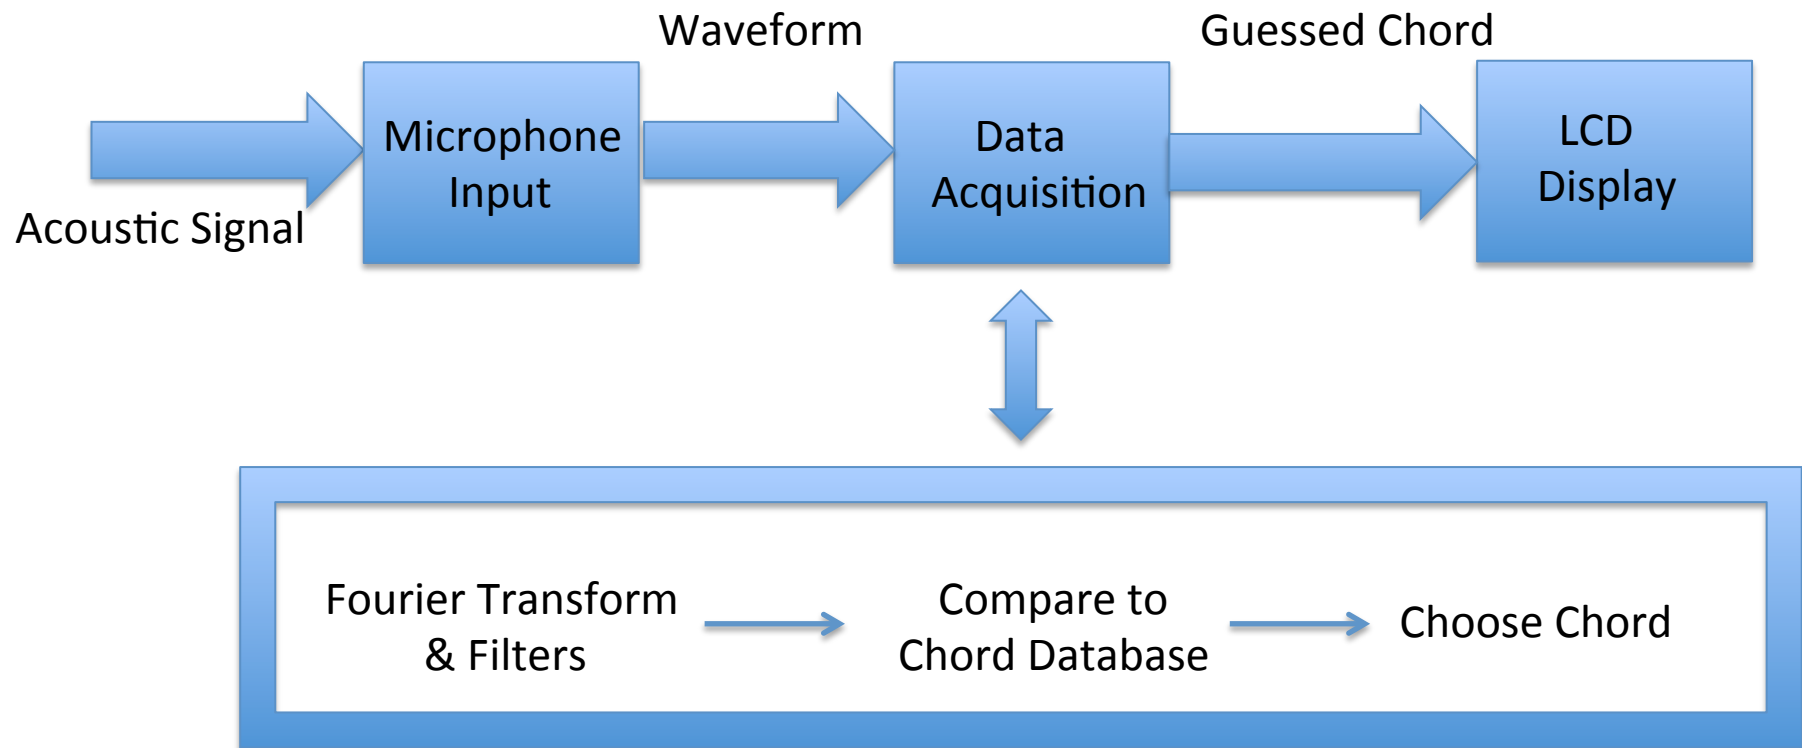 Waveform
Guessed Chord
Acoustic Signal
Microphone
Input
Data
Acquisition
LCD
Display
Fourier Transform
& Filters
Compare to
Chord Database
Choose Chord